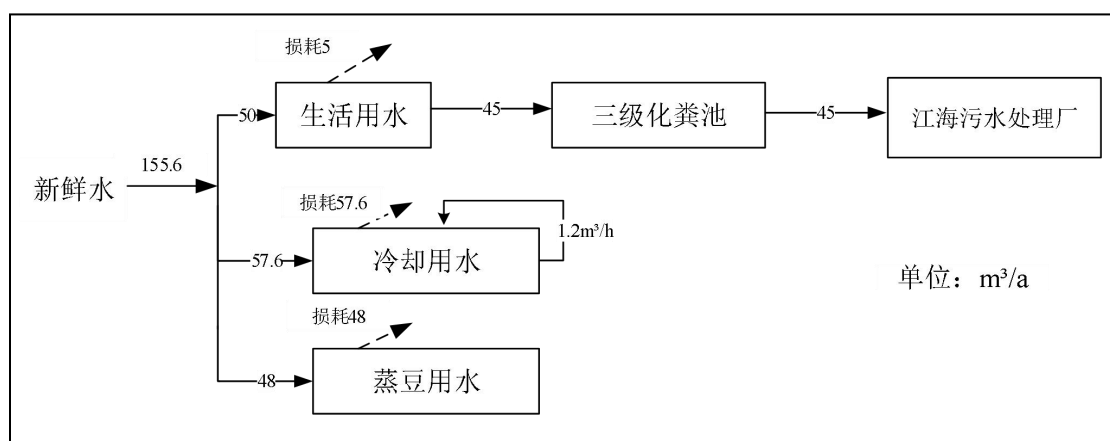 损耗5
50
生活用水
45
三级化粪池
45
江海污水处理厂
155.6
新鲜水
损耗57.6
1.2m³/h
57.6
冷却用水
单位：m³/a
损耗48
48
蒸豆用水